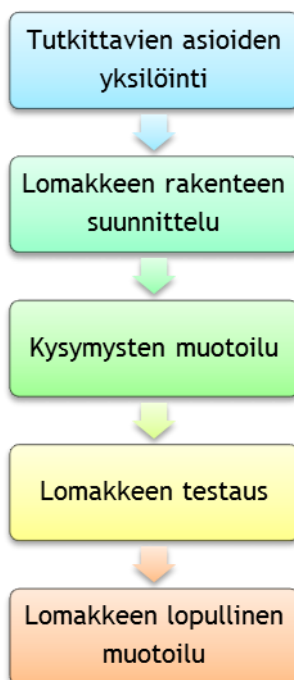 Tutkittavien asioiden
yksilöinti
Lomakkeen rakenteen
suunnittelu
Kysymysten muotoilu
Lomakkeen testaus
Lomakkeen lopullinen
muotoilu